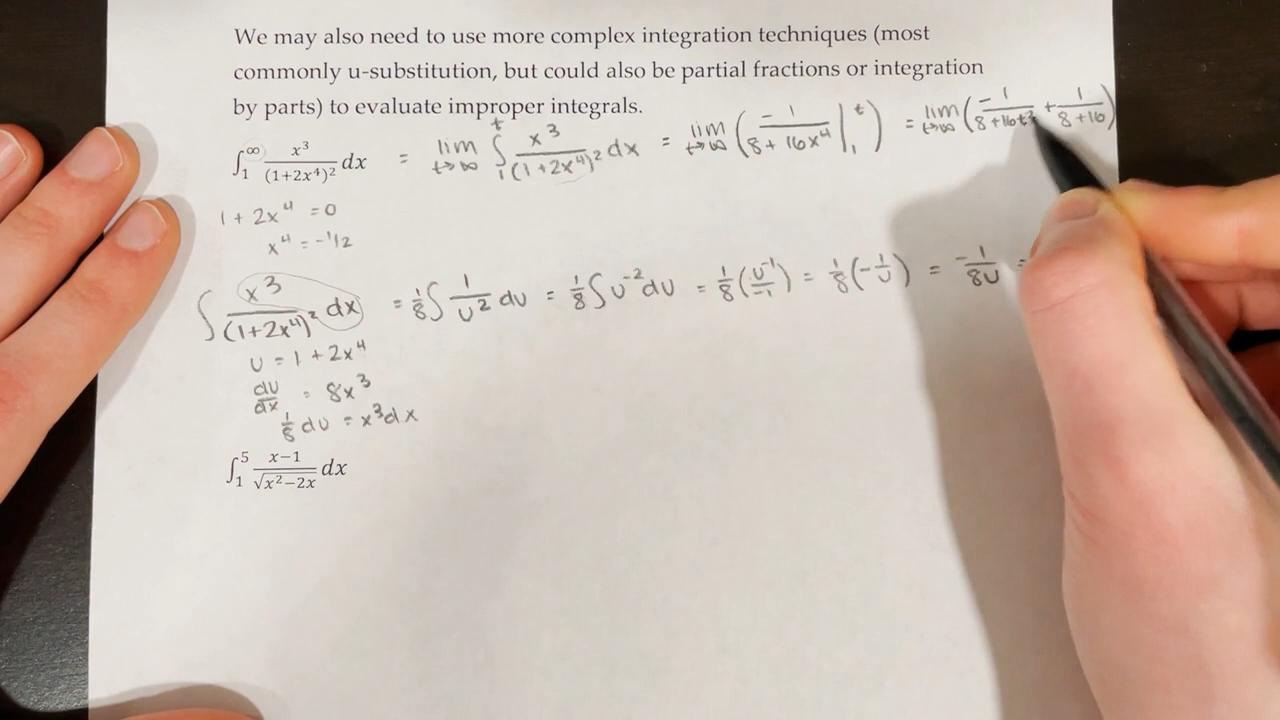 We may also need to use more complex integration techniques (most
commonly u-substitution, but could also be partial fractions or integration
by parts) to evaluate improper integrals.
∫₁^∞ x³/(1+2x⁴)² dx = lim t→∞ ∫₁^t x³/(1+2x⁴)² dx = lim t→∞ (-1/(8+16x⁴) |₁^t) = lim t→∞ (-1/(8+16t) + 1/(8+16))
1 + 2x⁴ = 0
x⁴ = -1/2
∫ x³/(1+2x⁴)² dx = 1/8 ∫ 1/u² du = 1/8 ∫ u⁻² du = 1/8 (u⁻¹/-1) = 1/8 (-1/u) = -1/8u =
u = 1 + 2x⁴
du/dx = 8x³
1/8 du = x³dx
∫₁⁵ x-1/√(x²-2x) dx